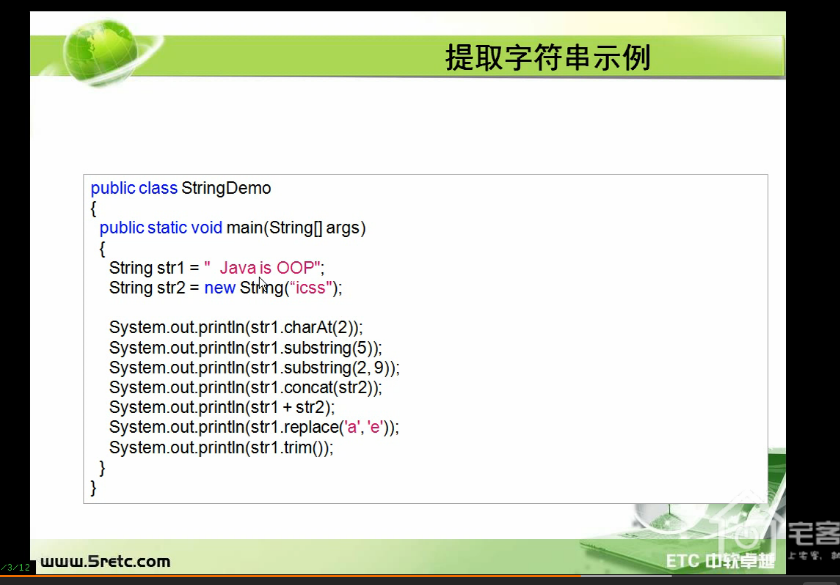 提取字符串示例
public class StringDemo
{
public static void main(String[] args)
{
String str1 = "  Java is OOP";
String str2 = new String(“icss");
System.out.println(str1.charAt(2));
System.out.println(str1.substring(5));
System.out.println(str1.substring(2, 9));
System.out.println(str1.concat(str2));
System.out.println(str1 + str2);
System.out.println(str1.replace('a', 'e'));
System.out.println(str1.trim());
}
}
宅客
/3/12
www.5retc.com
ETC 中软卓越